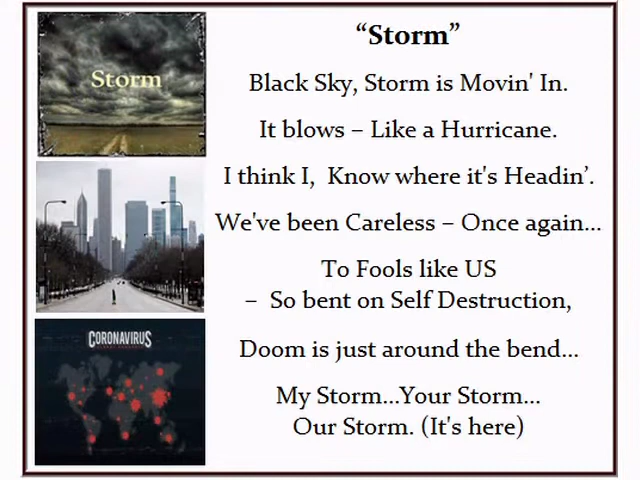 Storm
"Storm"
Black Sky, Storm is Movin' In.
It blows – Like a Hurricane.
I think I,  Know where it's Headin'.
We've been Careless – Once again...
To Fools like US
–  So bent on Self Destruction,
CORONAVIRUS
Doom is just around the bend...
My Storm...Your Storm...
Our Storm. (It's here)